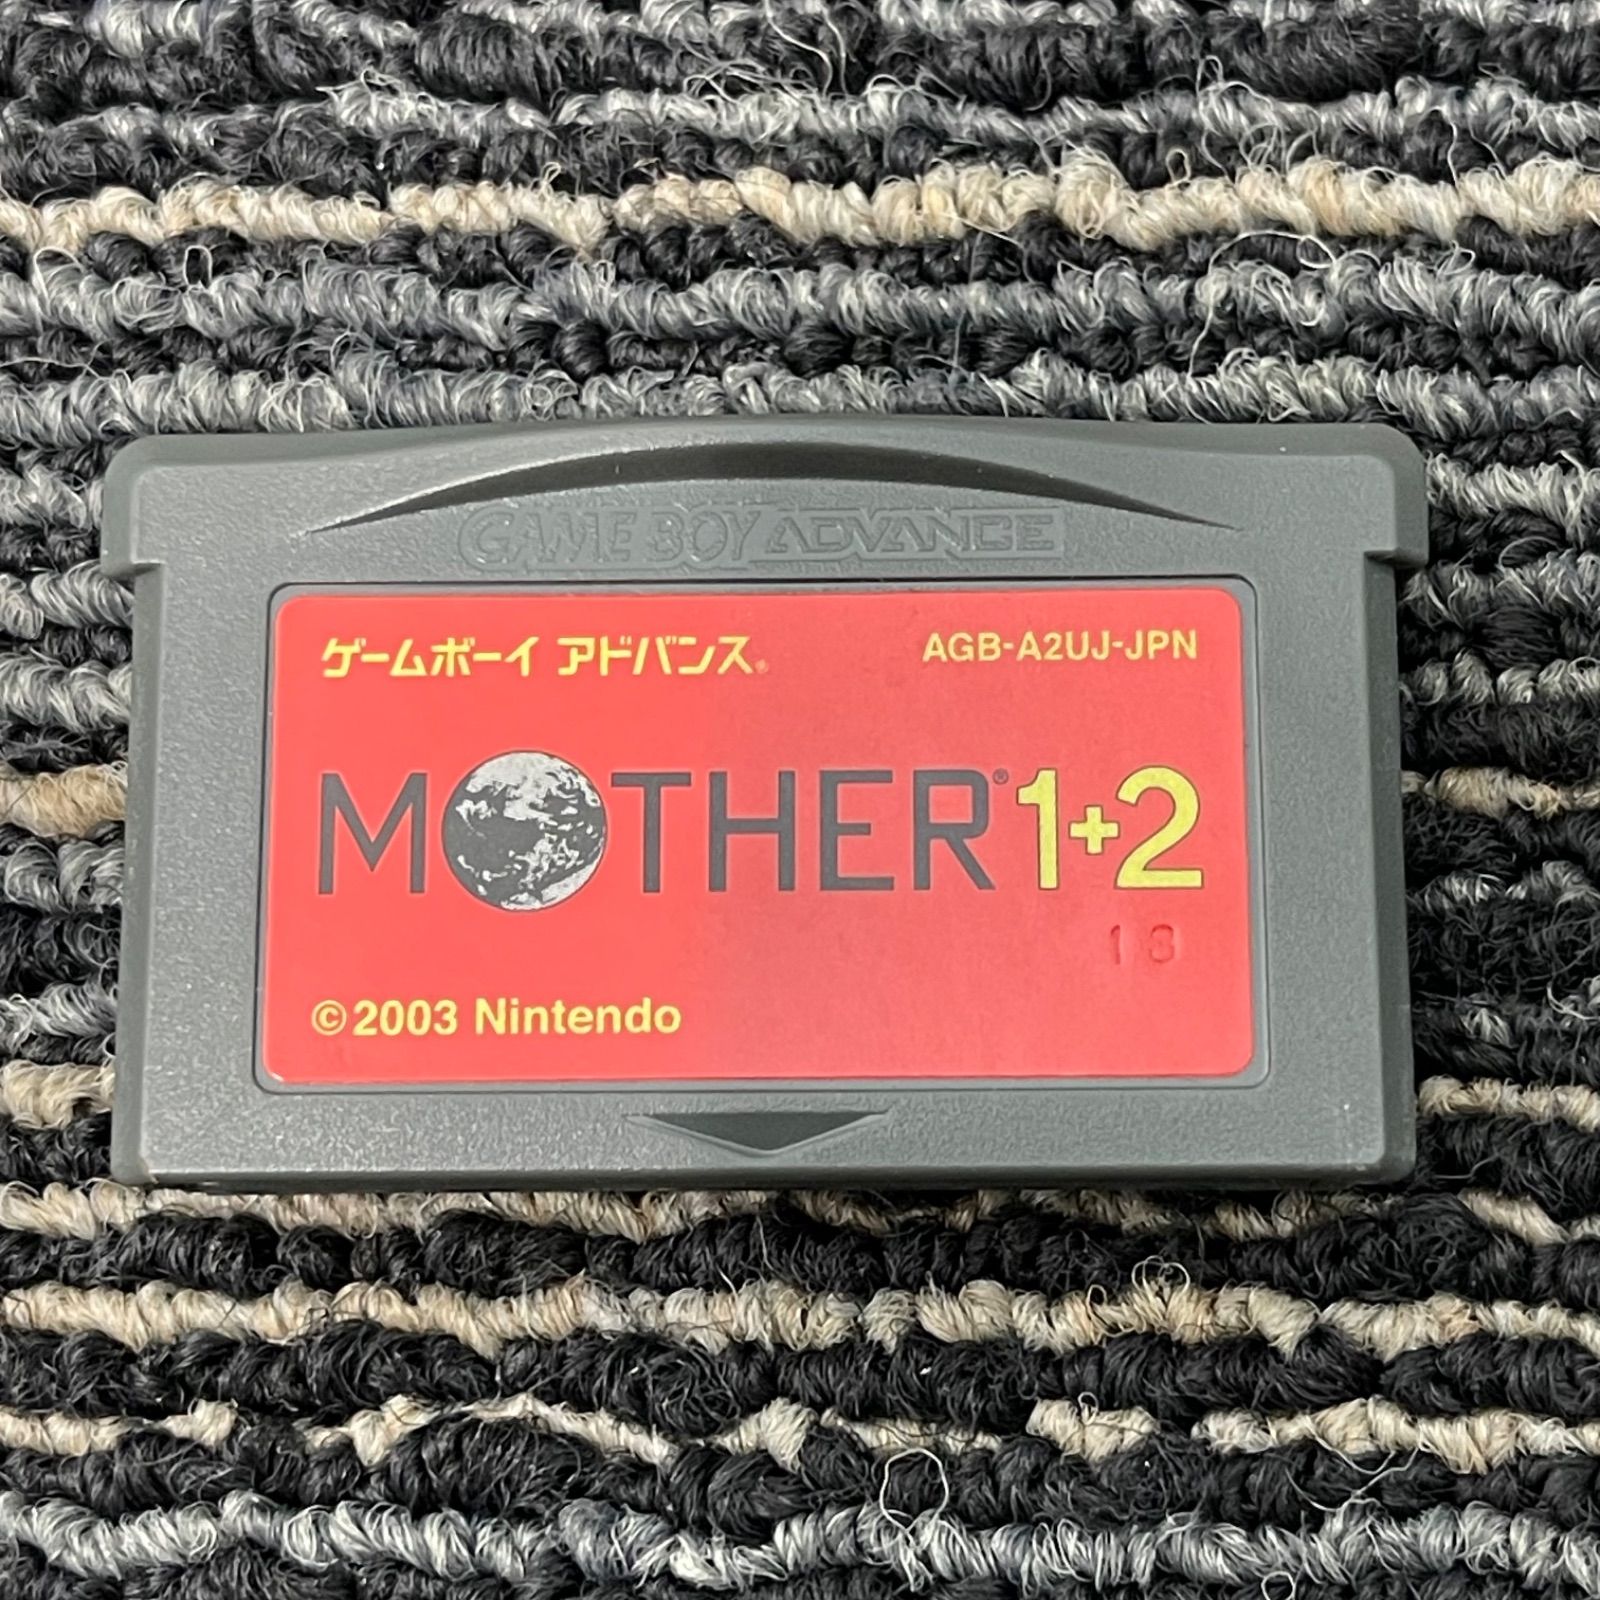 GAME BOY ADVANCE
ゲームボーイ アドバンス® AGB-A2UJ-JPN
MOTHER® 1+2
13
©2003 Nintendo